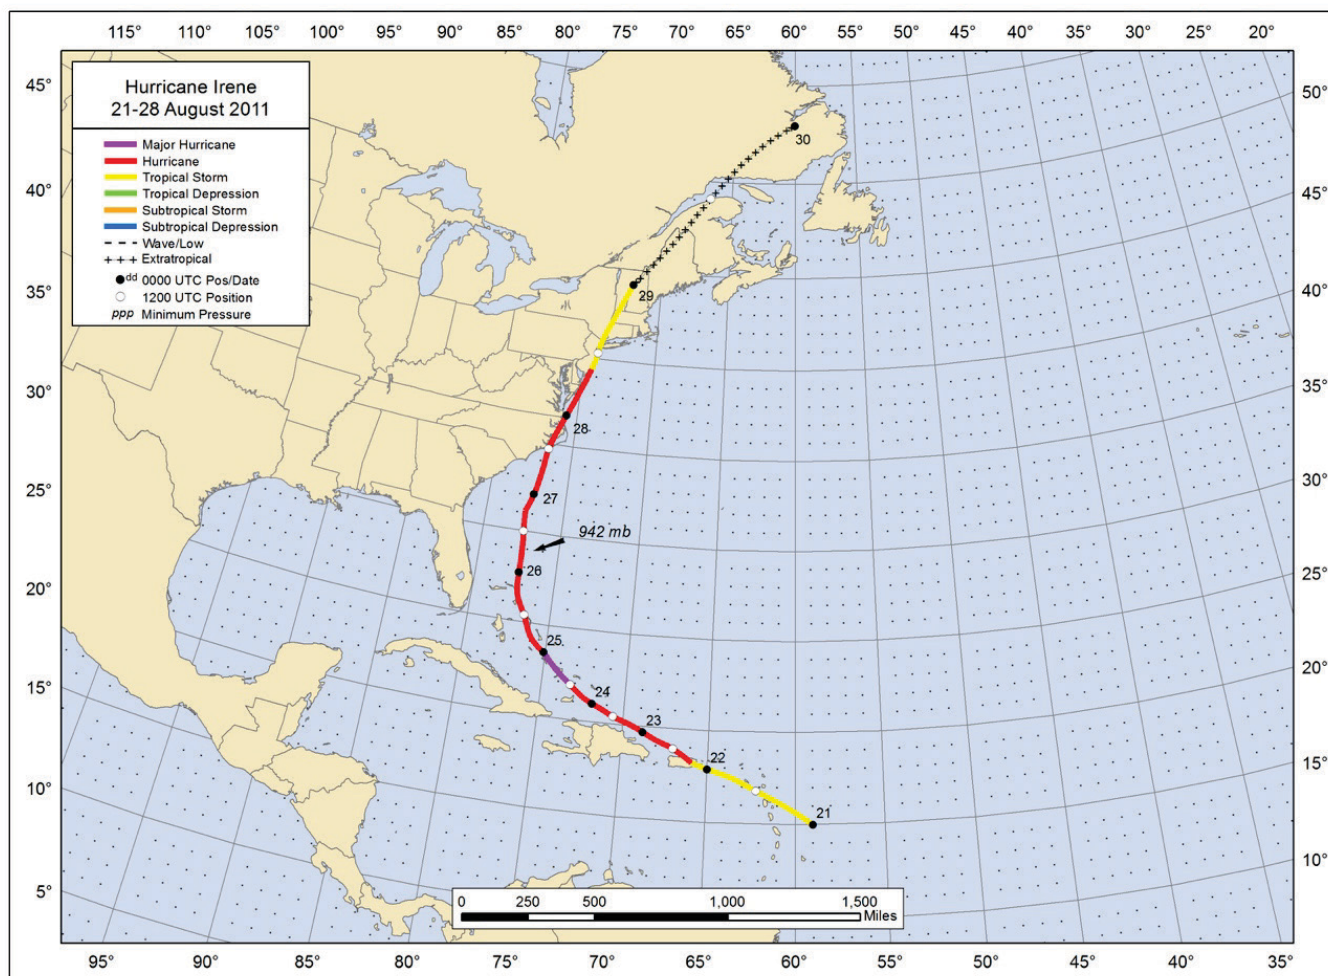 115° 110° 105° 100° 95° 90° 85° 80° 75° 70° 65° 60° 55° 50° 45° 40° 35° 30° 25° 20°
45°
40°
35°
30°
25°
20°
15°
10°
5°
50°
45°
40°
35°
30°
25°
20°
15°
10°
Hurricane Irene
21-28 August 2011
Major Hurricane
Hurricane
Tropical Storm
Tropical Depression
Subtropical Storm
Subtropical Depression
Wave/Low
Extratropical
dd 0000 UTC Pos/Date
1200 UTC Position
ppp Minimum Pressure
30
29
28
27
942 mb
26
25
24
23
22
21
0 250 500 1,000 1,500
Miles
95° 90° 85° 80° 75° 70° 65° 60° 55° 50° 45° 40° 35°